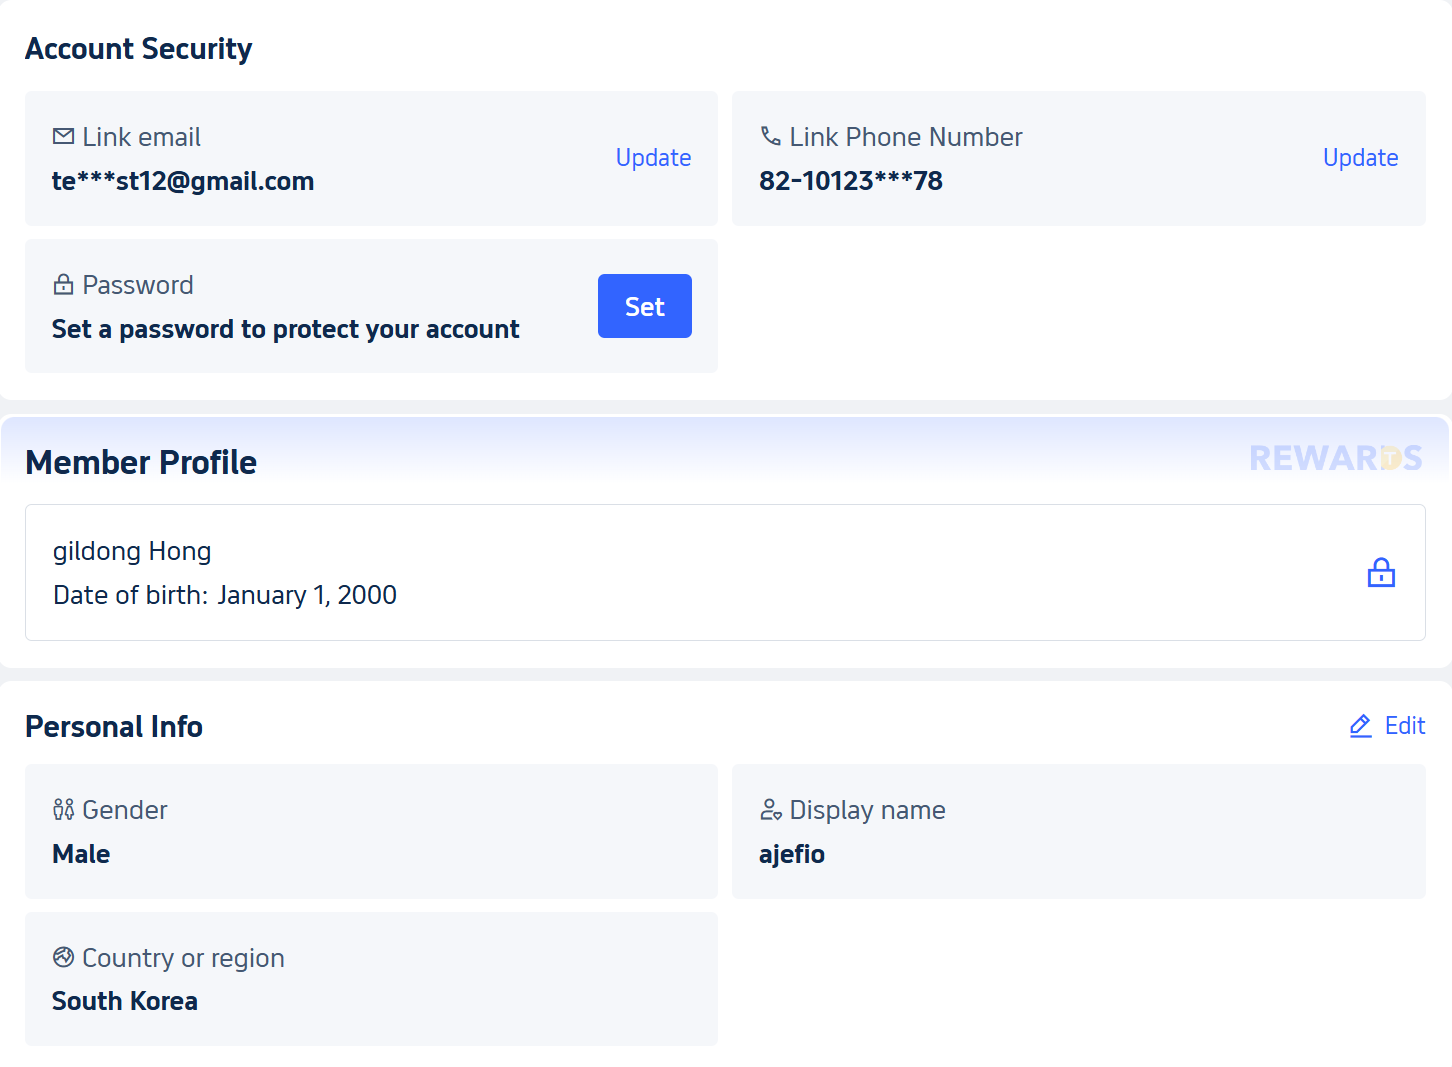 Account Security
Link email
te***st12@gmail.com
Update
Link Phone Number
82-10123***78
Update
Password
Set a password to protect your account
Set
Member Profile
REWARDS
gildong Hong
Date of birth: January 1, 2000
Personal Info
Edit
Gender
Male
Display name
ajefio
Country or region
South Korea